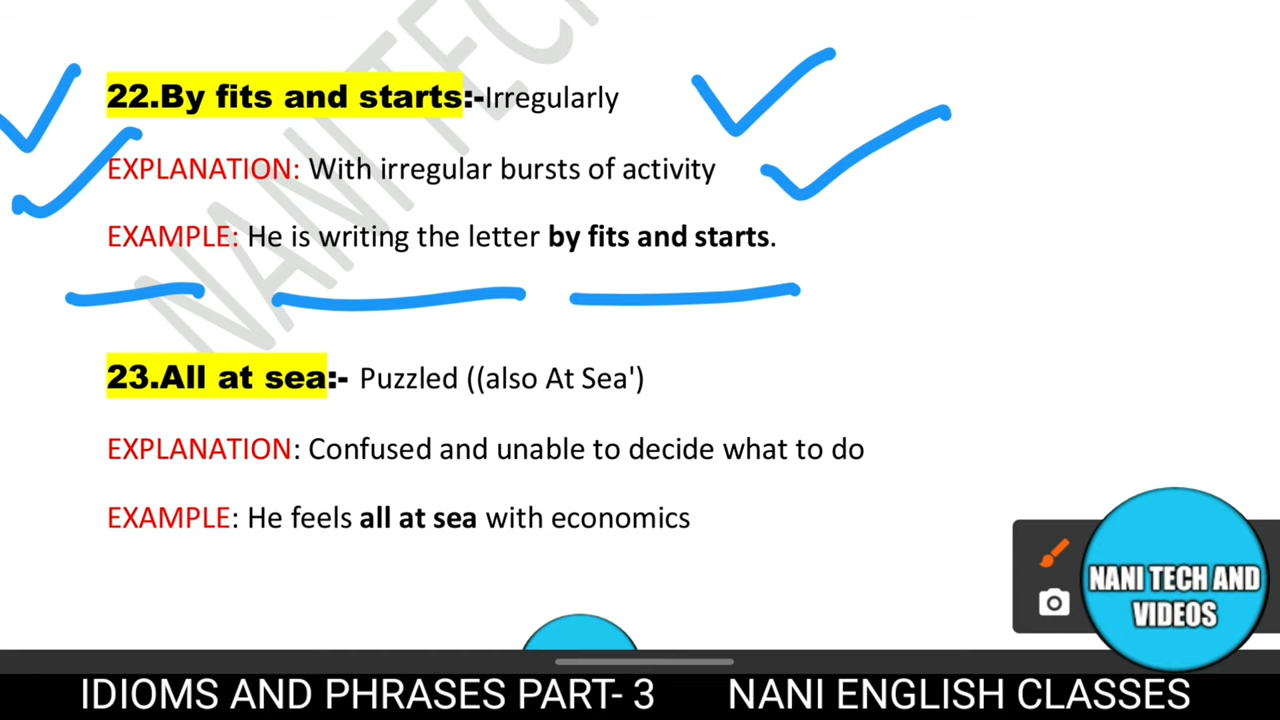 NANI TECH
22.By fits and starts:-Irregularly
EXPLANATION: With irregular bursts of activity
EXAMPLE: He is writing the letter by fits and starts.
23.All at sea:- Puzzled ((also At Sea')
EXPLANATION: Confused and unable to decide what to do
EXAMPLE: He feels all at sea with economics
NANI TECH AND
VIDEOS
IDIOMS AND PHRASES PART- 3 NANI ENGLISH CLASSES